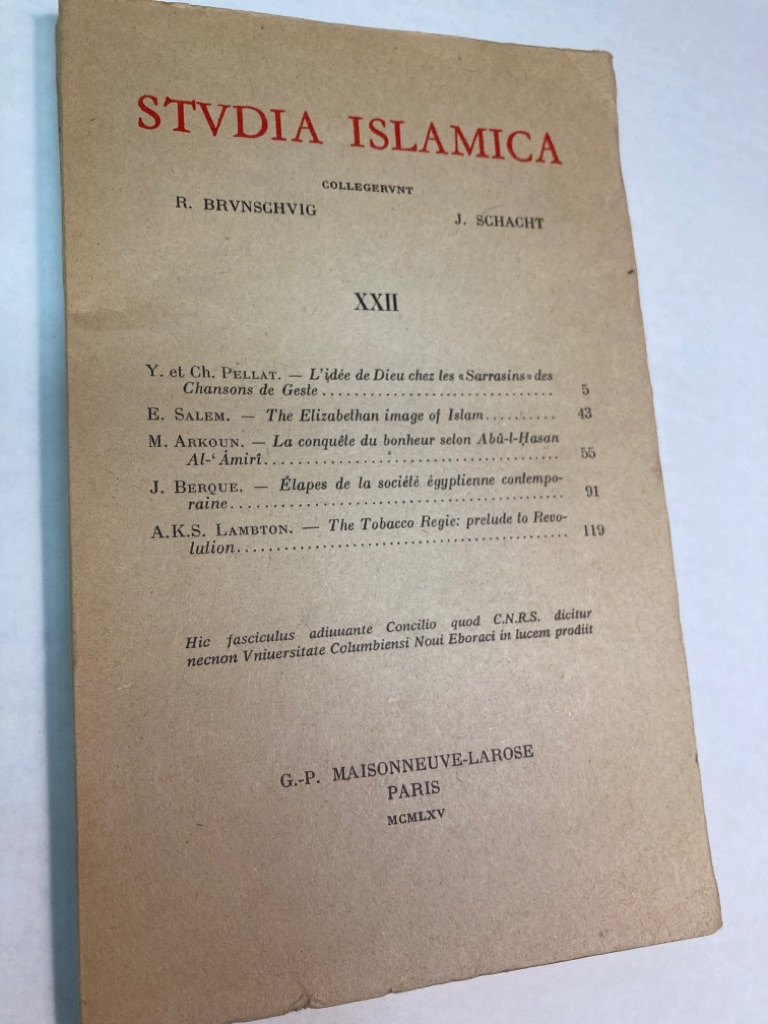 STVDIA ISLAMICA
COLLEGERVNT
R. BRVNSCHVIG
J. SCHACHT
XXII
Y. et Ch. PELLAT. — L'idée de Dieu chez les «Sarrasins» des
Chansons de Geste .............................. 5
E. SALEM. — The Elizabethan image of Islam.......... 43
M. ARKOUN. — La conquête du bonheur selon Abû-l-Ḥasan
Al-ʿÂmirî....................................... 55
J. BERQUE. — Étapes de la société égyptienne contempo-
raine........................................... 91
A.K.S. LAMBTON. — The Tobacco Regie: prelude to Revo-
lution.......................................... 119
Hic fasciculus adiuuante Concilio quod C.N.R.S. dicitur
necnon Vniuersitate Columbiensi Noui Eboraci in lucem prodiit
G.-P. MAISONNEUVE-LAROSE
PARIS
MCMLXV